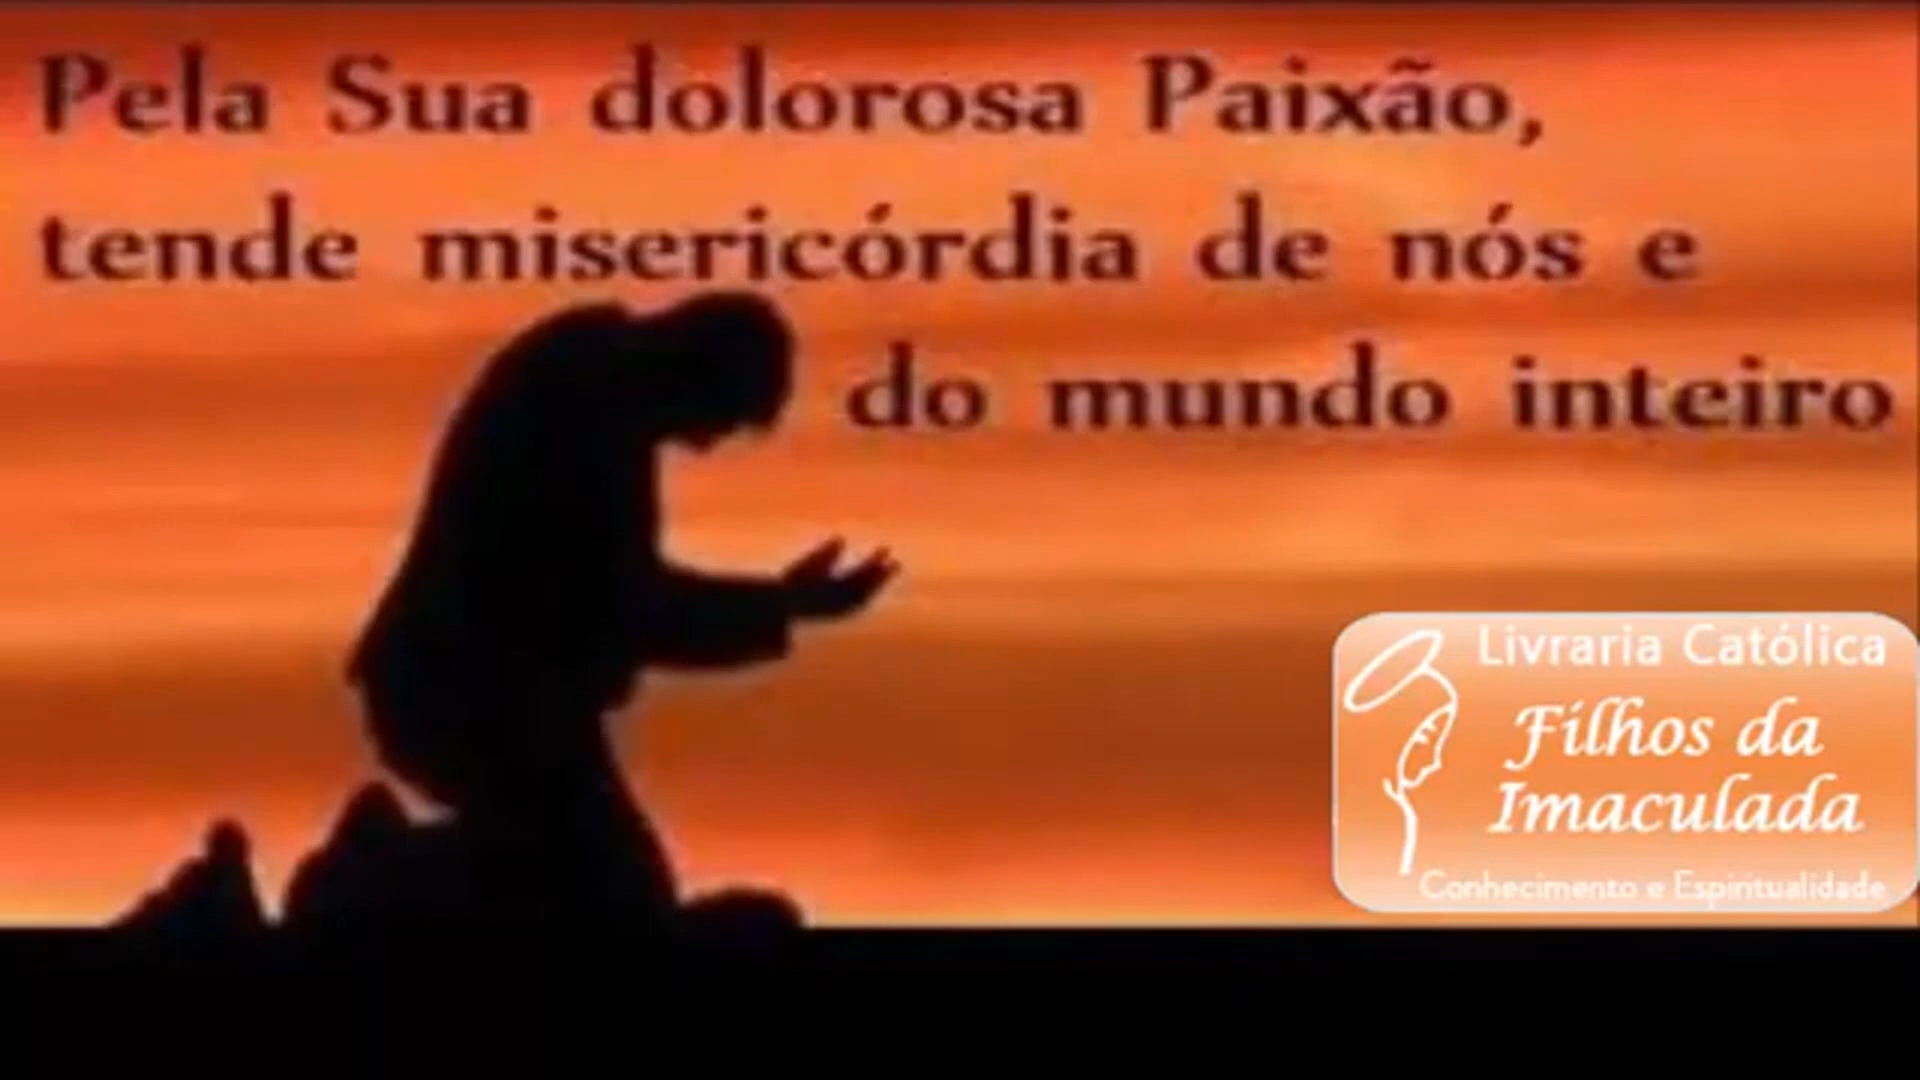 Pela Sua dolorosa Paixão,
tende misericórdia de nós e
do mundo inteiro
Livraria Católica
Filhos da
Imaculada
Conhecimento e Espiritualidade